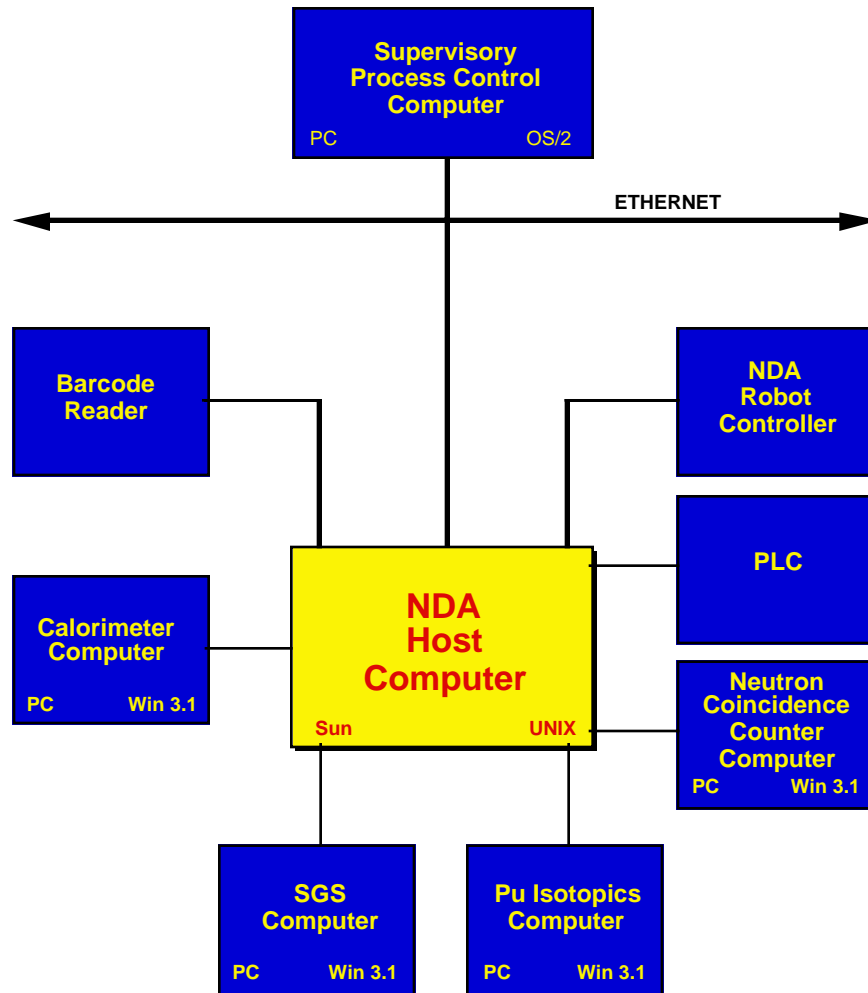 Supervisory
Process Control
Computer
PC OS/2
ETHERNET
Barcode
Reader
NDA
Robot
Controller
PLC
NDA
Host
Computer
Sun UNIX
Calorimeter
Computer
PC Win 3.1
Neutron
Coincidence
Counter
Computer
PC Win 3.1
SGS
Computer
PC Win 3.1
Pu Isotopics
Computer
PC Win 3.1